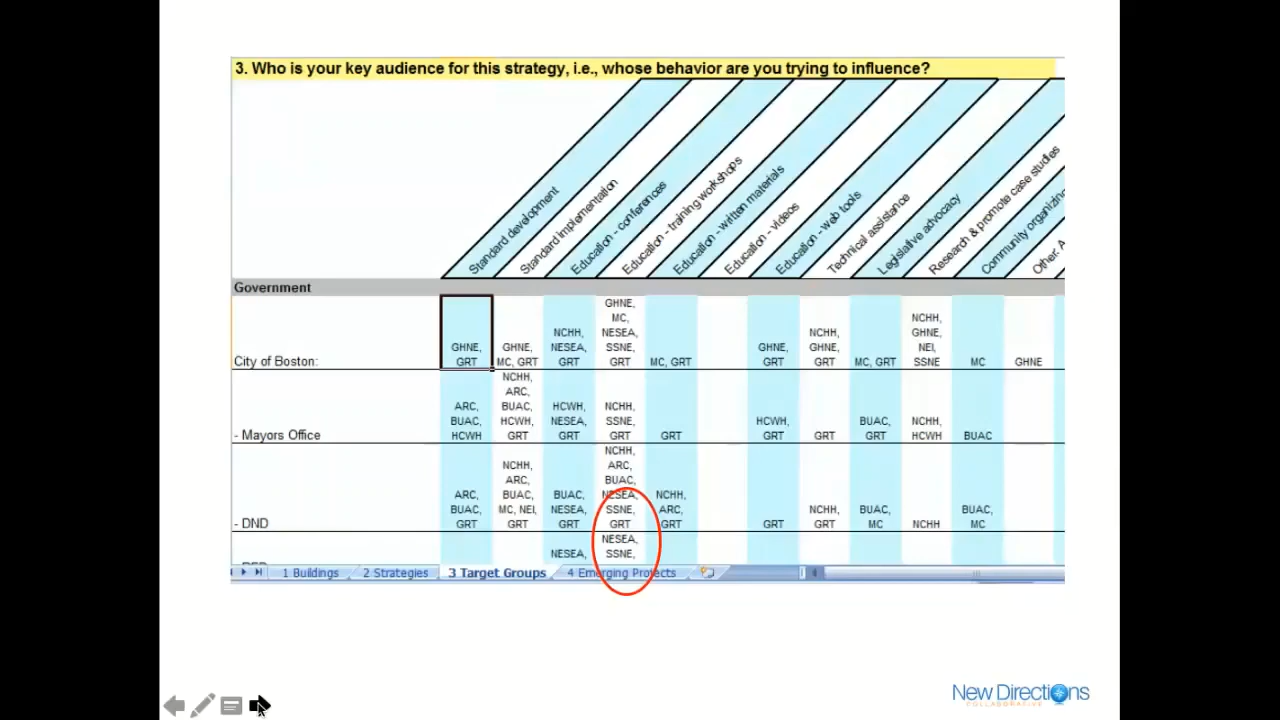 3. Who is your key audience for this strategy, i.e., whose behavior are you trying to influence?
Standard development
Standard implementation
Education - conferences
Education - training workshops
Education - written materials
Education - videos
Education - web tools
Technical assistance
Legislative advocacy
Research & promote case studies
Community organizing
Other: A
Government
City of Boston:
GHNE,
GRT
GHNE,
MC, GRT
NCHH,
NESEA,
GRT
GHNE,
MC,
NESEA,
SSNE,
GRT
MC, GRT
GHNE,
GRT
NCHH,
GHNE,
GRT
MC, GRT
NCHH,
GHNE,
NEI,
SSNE
MC
GHNE
- Mayors Office
ARC,
BUAC,
HCWH
NCHH,
ARC,
BUAC,
HCWH,
GRT
HCWH,
NESEA,
GRT
NCHH,
SSNE,
GRT
GRT
HCWH,
GRT
GRT
BUAC,
GRT
NCHH,
HCWH
BUAC
- DND
ARC,
BUAC,
GRT
NCHH,
ARC,
BUAC,
MC, NEI,
GRT
BUAC,
NESEA,
GRT
NCHH,
ARC,
BUAC,
NESEA,
SSNE,
GRT
NCHH,
ARC,
GRT
GRT
NCHH,
GRT
BUAC,
MC
NCHH
BUAC,
MC
NESEA,
NESEA,
SSNE,
1 Buildings
2 Strategies
3 Target Groups
4 Emerging Projects
New Directions
COLLABORATIVE